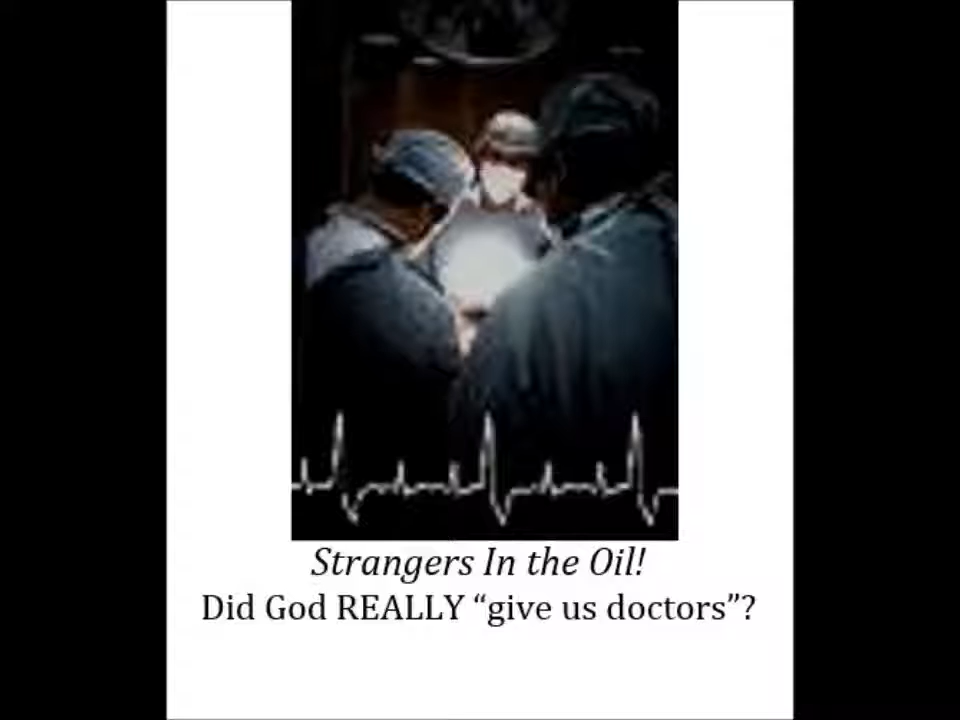 Strangers In the Oil!
Did God REALLY “give us doctors”?